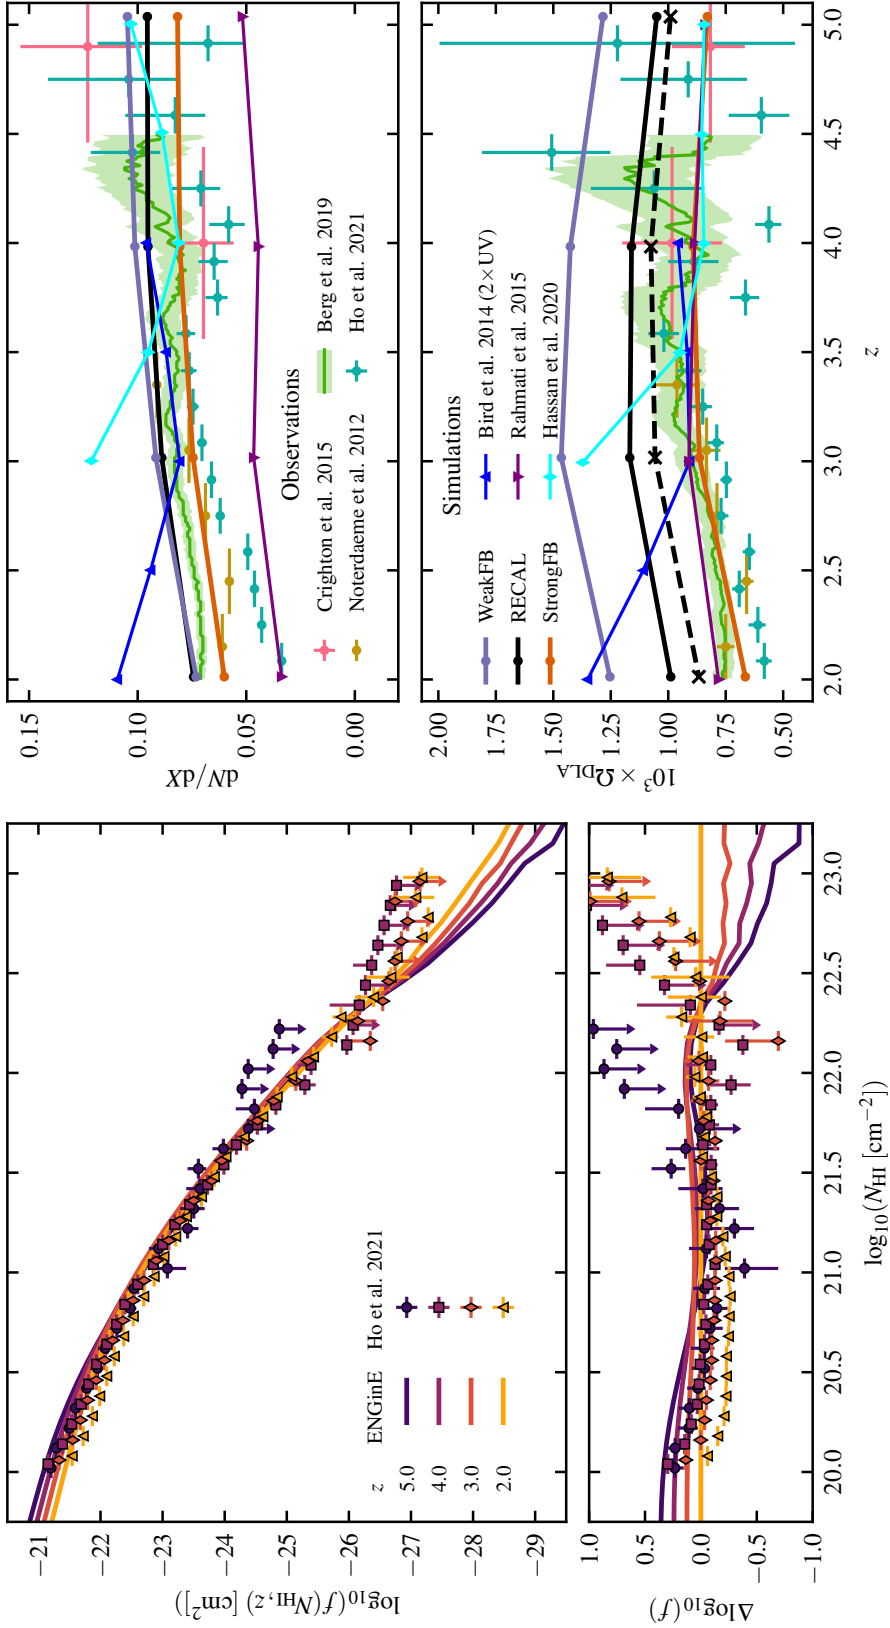 log₁₀(f(N_HI, z) [cm²])
−21
−22
−23
−24
−25
−26
−27
−28
−29
z
ENGinE
Ho et al. 2021
5.0
4.0
3.0
2.0
Δlog₁₀(f)
1.0
0.5
0.0
−0.5
−1.0
20.0
20.5
21.0
21.5
22.0
22.5
23.0
log₁₀(N_HI [cm⁻²])
dN/dX
0.15
0.10
0.05
0.00
Observations
Crighton et al. 2015
Noterdaeme et al. 2012
Berg et al. 2019
Ho et al. 2021
10³ × Ω_DLA
2.00
1.75
1.50
1.25
1.00
0.75
0.50
Simulations
WeakFB
RECAL
StrongFB
Bird et al. 2014 (2×UV)
Rahmati et al. 2015
Hassan et al. 2020
2.0
2.5
3.0
3.5
4.0
4.5
5.0
z